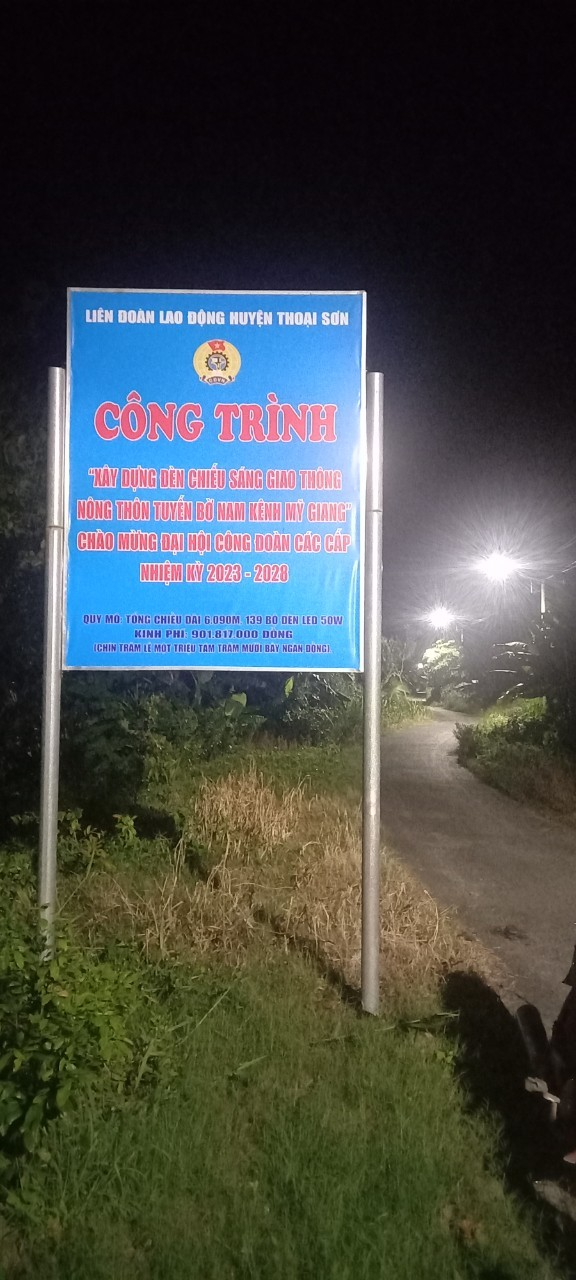 LIÊN ĐOÀN LAO ĐỘNG HUYỆN THOẠI SƠN
CÔNG TRÌNH
"XÂY DỰNG ĐÈN CHIẾU SÁNG GIAO THÔNG
NÔNG THÔN TUYẾN BỜ NAM KÊNH MỸ GIANG"
CHÀO MỪNG ĐẠI HỘI CÔNG ĐOÀN CÁC CẤP
NHIỆM KỲ 2023 - 2028
QUY MÔ: TỔNG CHIỀU DÀI 6.090M, 139 BỘ ĐÈN LED 50W
KINH PHÍ: 901.817.000 ĐỒNG
(CHÍN TRĂM LẺ MỘT TRIỆU TÁM TRĂM MƯỜI BẢY NGÀN ĐỒNG)